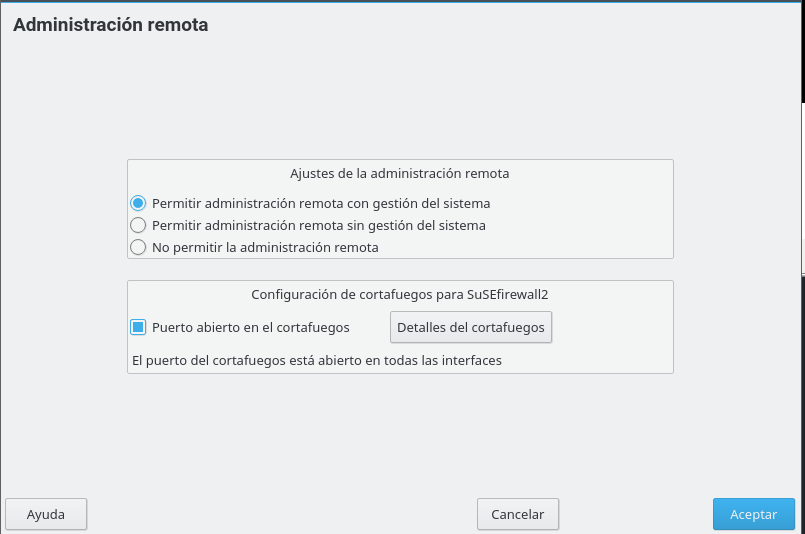 Administración remota
Ajustes de la administración remota
Permitir administración remota con gestión del sistema
Permitir administración remota sin gestión del sistema
No permitir la administración remota
Configuración de cortafuegos para SuSEfirewall2
Puerto abierto en el cortafuegos
Detalles del cortafuegos
El puerto del cortafuegos está abierto en todas las interfaces
Ayuda
Cancelar
Aceptar